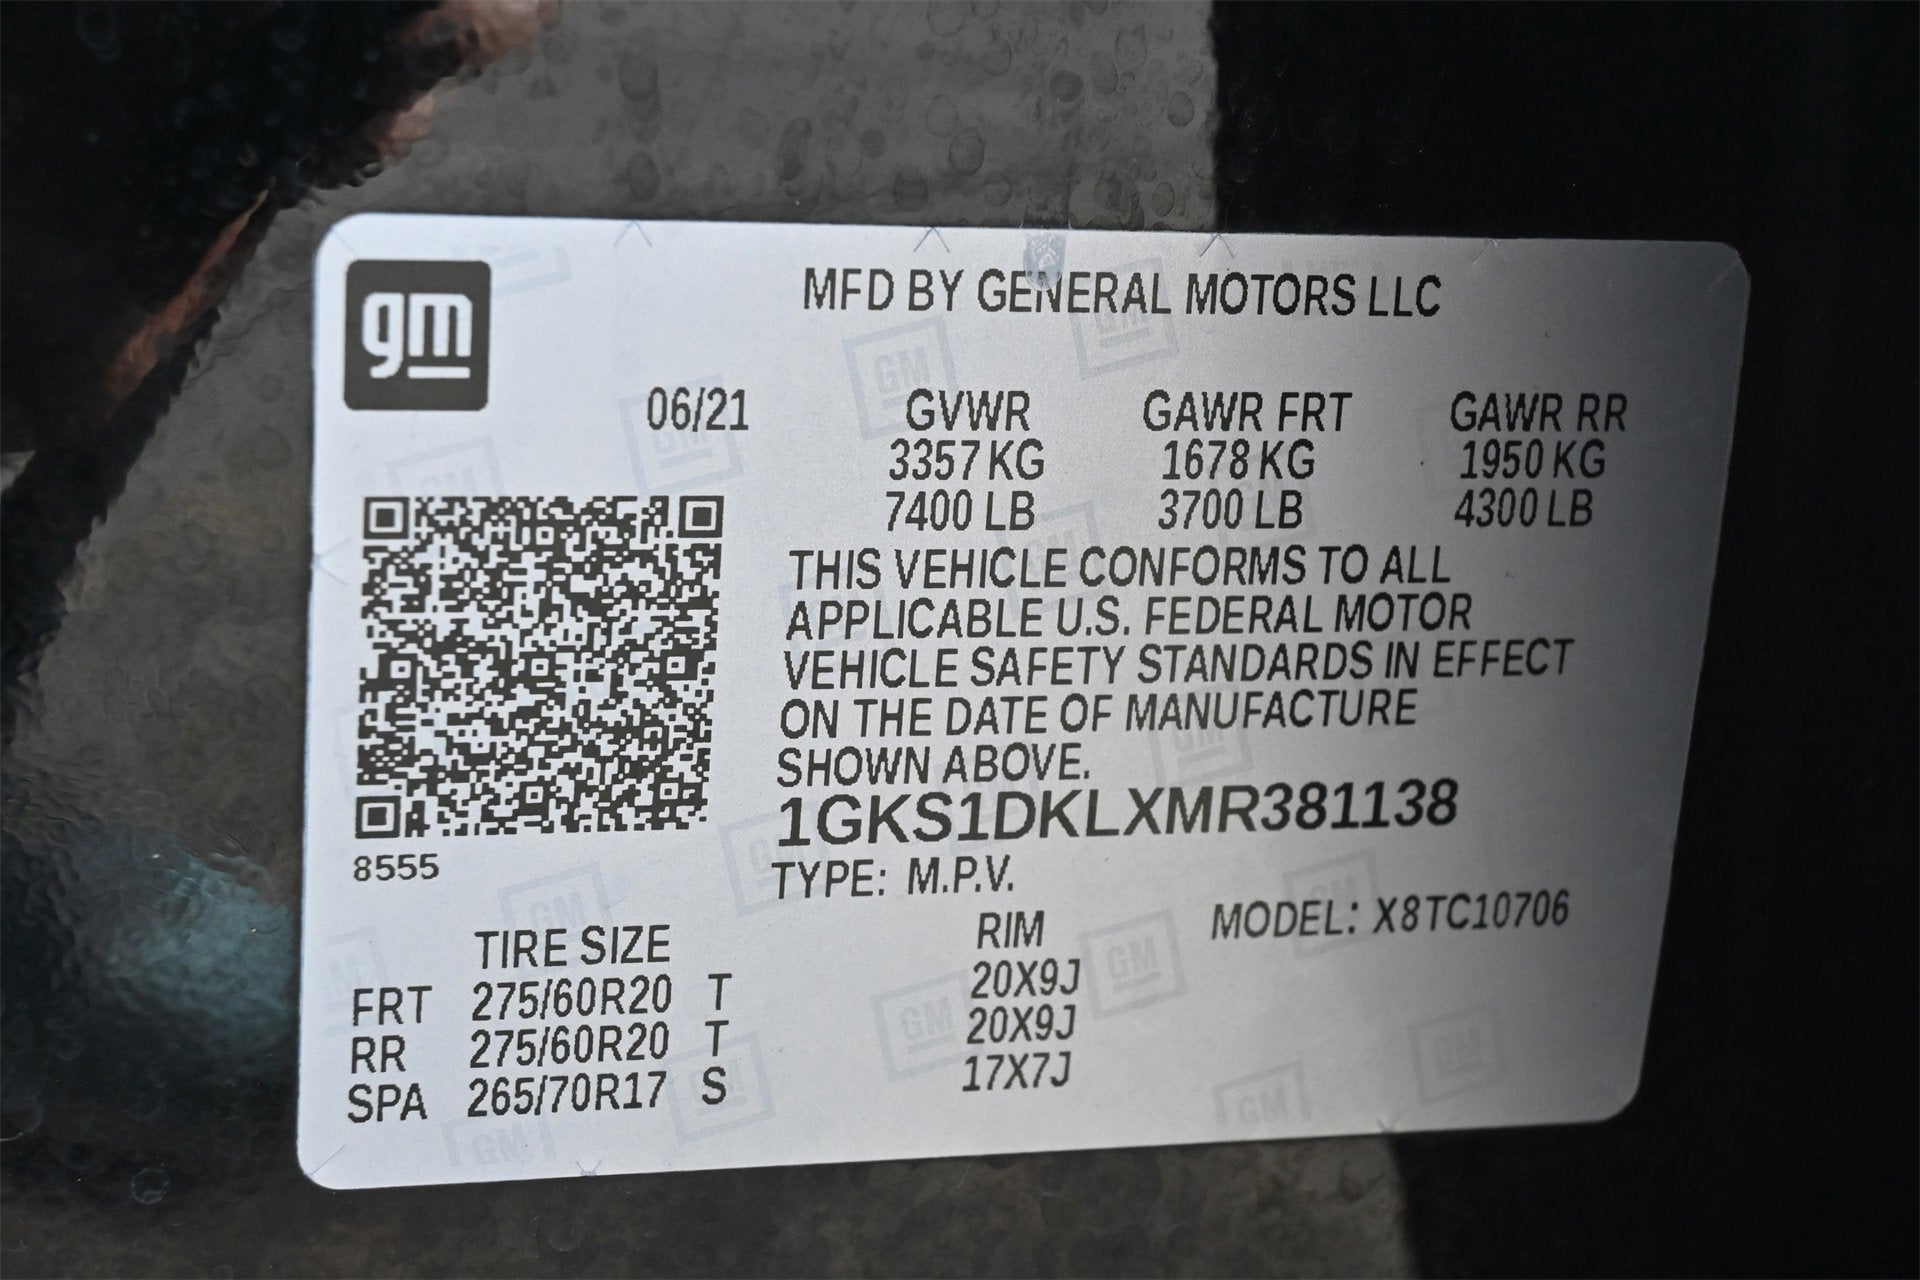 gm
MFD BY GENERAL MOTORS LLC
06/21 GVWR GAWR FRT GAWR RR
3357 KG 1678 KG 1950 KG
7400 LB 3700 LB 4300 LB
THIS VEHICLE CONFORMS TO ALL
APPLICABLE U.S. FEDERAL MOTOR
VEHICLE SAFETY STANDARDS IN EFFECT
ON THE DATE OF MANUFACTURE
SHOWN ABOVE.
1GKS1DKLXMR381138
8555
TYPE: M.P.V.
MODEL: X8TC10706
TIRE SIZE RIM
FRT 275/60R20 T 20X9J
RR 275/60R20 T 20X9J
SPA 265/70R17 S 17X7J